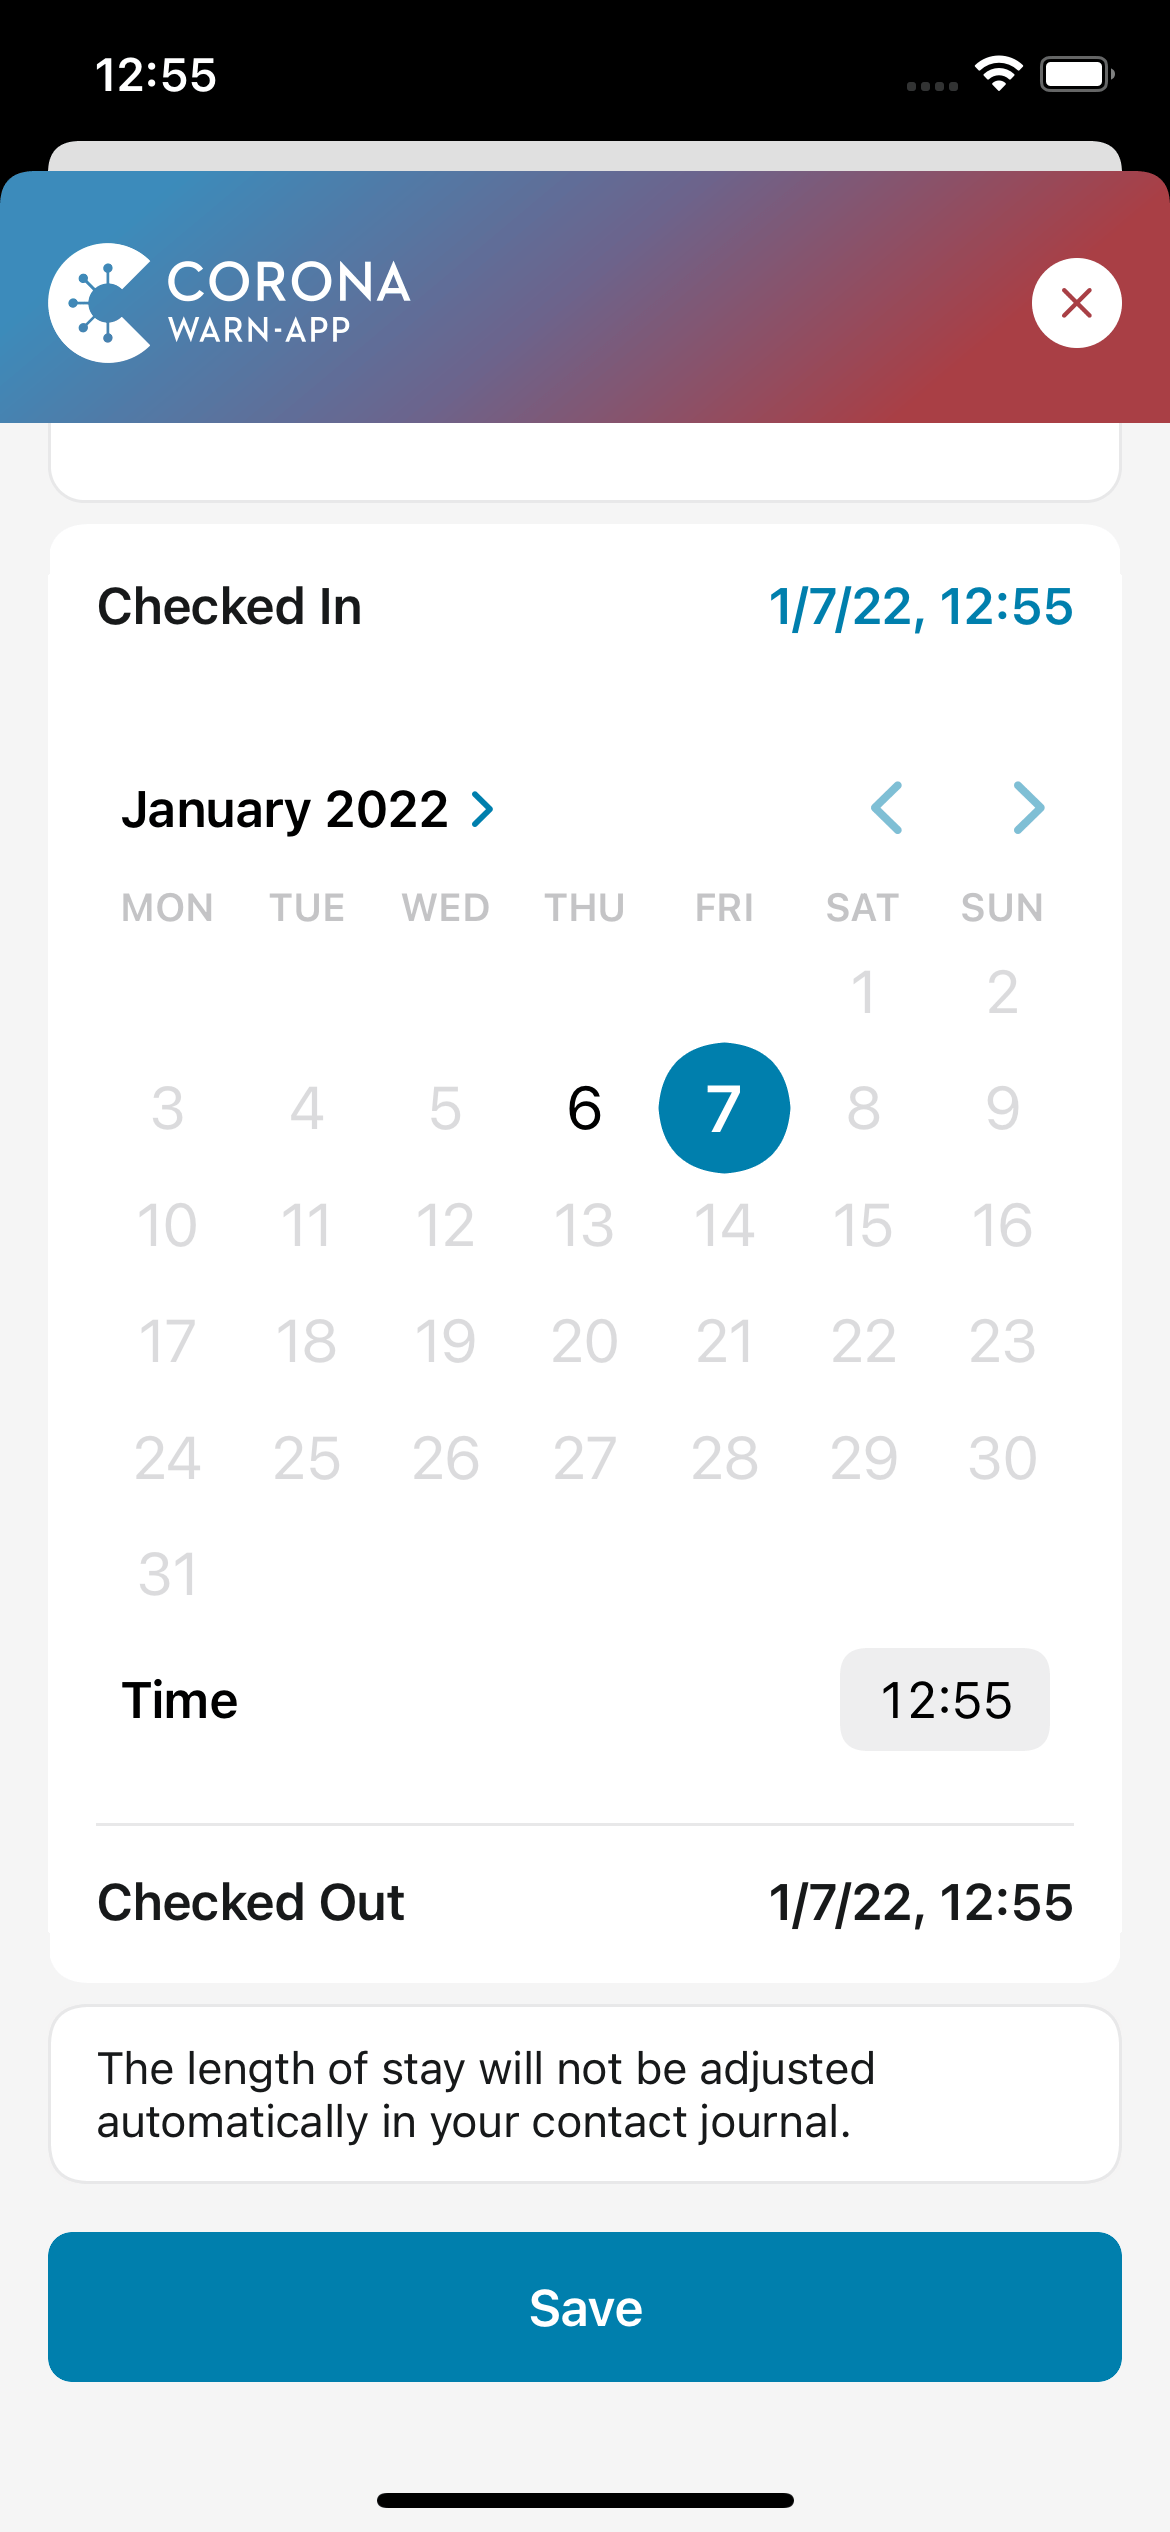 12:55
CORONA
WARN-APP
Checked In 1/7/22, 12:55
January 2022
MON TUE WED THU FRI SAT SUN
1 2
3 4 5 6 7 8 9
10 11 12 13 14 15 16
17 18 19 20 21 22 23
24 25 26 27 28 29 30
31
Time 12:55
Checked Out 1/7/22, 12:55
The length of stay will not be adjusted
automatically in your contact journal.
Save